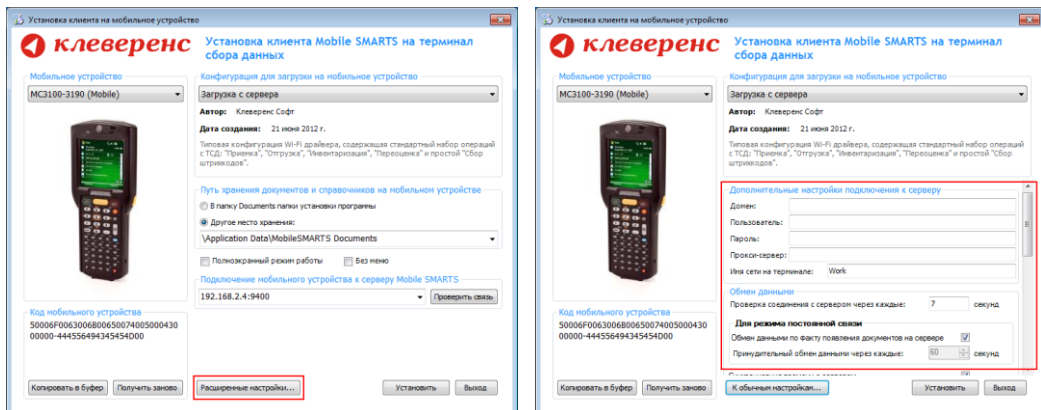 Установка клиента на мобильное устройство
клеверенс
Установка клиента Mobile SMARTS на терминал
сбора данных
Мобильное устройство
MC3100-3190 (Mobile)
Конфигурация для загрузки на мобильное устройство
Загрузка с сервера
Автор: Клеверенс Софт
Дата создания: 21 июня 2012 г.
Типовая конфигурация Wi-Fi драйвера, содержащая стандартный набор операций
с ТСД: "Приемка", "Отгрузка", "Инвентаризация", "Переоценка" и простой "Сбор
штрихкодов".
Путь хранения документов и справочников на мобильном устройстве
В папку Documents папки установки программы
Другое место хранения:
\Application Data\MobileSMARTS Documents
Полноэкранный режим работы Без меню
Подключение мобильного устройства к серверу Mobile SMARTS
192.168.2.4:9400 Проверить связь
Код мобильного устройства
50006F0063006B00650074005000430
00000-444556494345454D00
Копировать в буфер Получить заново Расширенные настройки... Установить Выход
Установка клиента на мобильное устройство
клеверенс
Установка клиента Mobile SMARTS на терминал
сбора данных
Мобильное устройство
MC3100-3190 (Mobile)
Конфигурация для загрузки на мобильное устройство
Загрузка с сервера
Автор: Клеверенс Софт
Дата создания: 21 июня 2012 г.
Типовая конфигурация Wi-Fi драйвера, содержащая стандартный набор операций
с ТСД: "Приемка", "Отгрузка", "Инвентаризация", "Переоценка" и простой "Сбор
штрихкодов".
Дополнительные настройки подключения к серверу
Домен:
Пользователь:
Пароль:
Прокси-сервер:
Имя сети на терминале: Work
Обмен данными
Проверка соединения с сервером через каждые: 7 секунд
Для режима постоянной связи
Обмен данными по факту появления документов на сервере
Принудительный обмен данными через каждые: 60 секунд
Код мобильного устройства
50006F0063006B00650074005000430
00000-444556494345454D00
Копировать в буфер Получить заново К обычным настройкам... Установить Выход